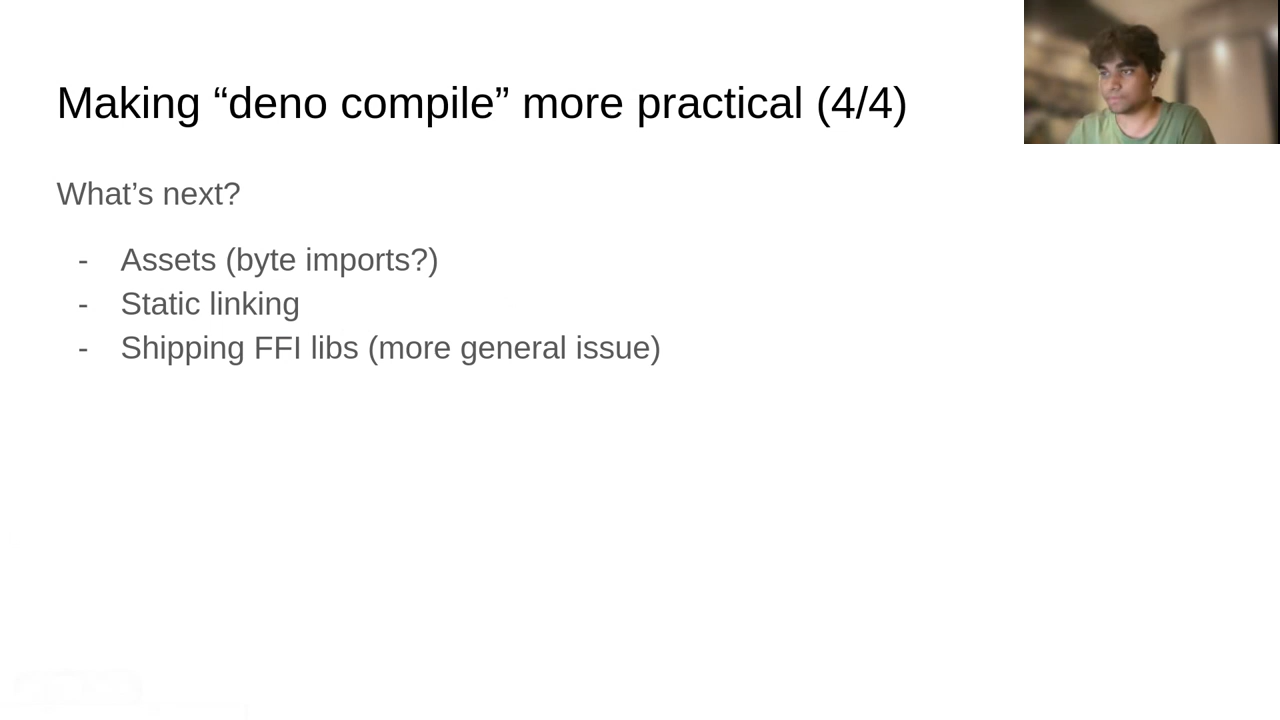 Making “deno compile” more practical (4/4)
What’s next?
- Assets (byte imports?)
- Static linking
- Shipping FFI libs (more general issue)